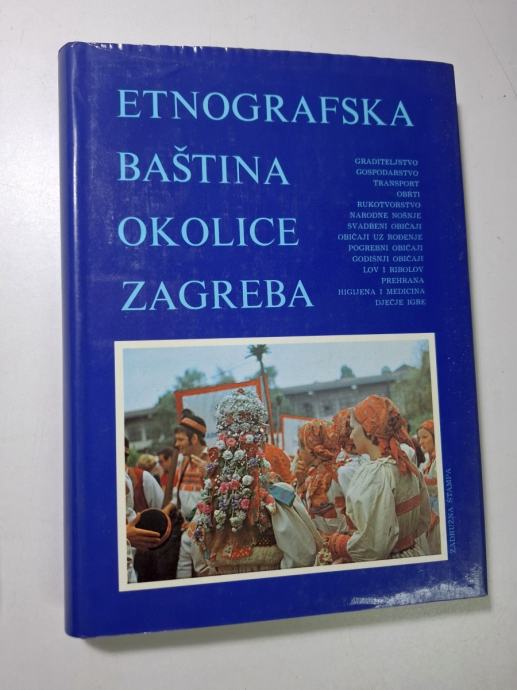 ETNOGRAFSKA
BAŠTINA
OKOLICE
ZAGREBA
GRADITELJSTVO
GOSPODARSTVO
TRANSPORT
OBRTI
RUKOTVORSTVO
NARODNE NOŠNJE
SVADBENI OBIČAJI
OBIČAJI UZ ROĐENJE
POGREBNI OBIČAJI
GODIŠNJI OBIČAJI
LOV I RIBOLOV
PREHRANA
HIGIJENA I MEDICINA
DJEČJE IGRE
ZADRUŽNA ŠTAMPA